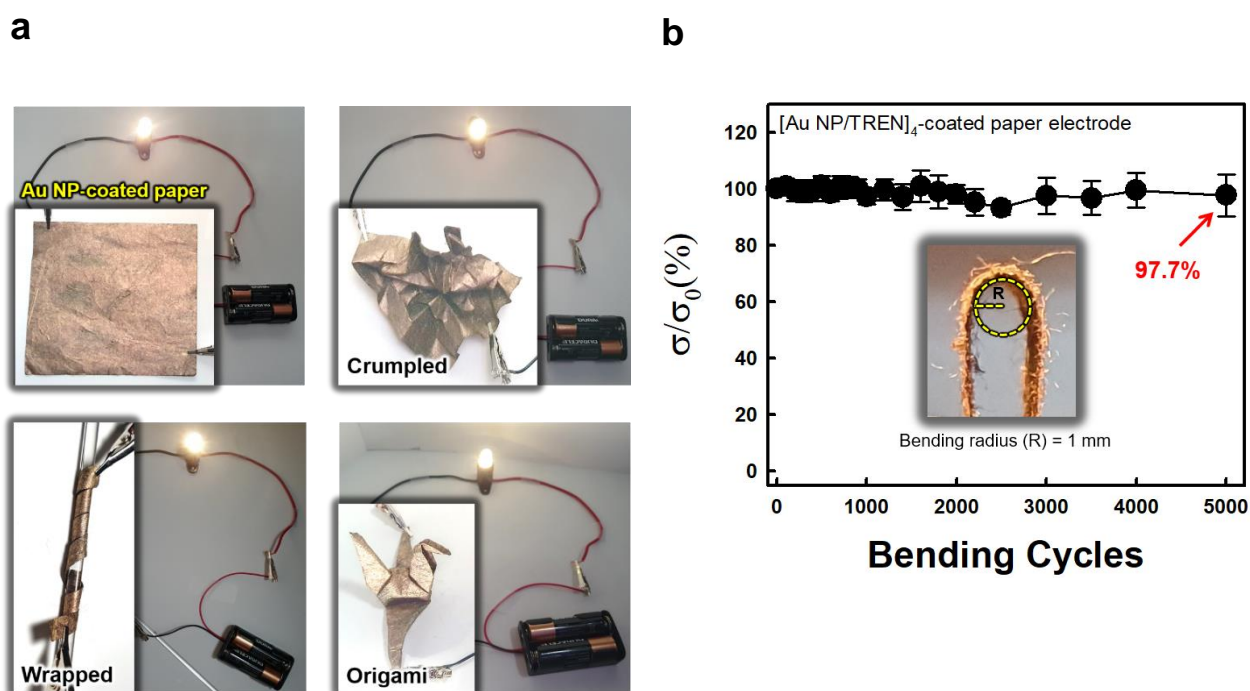 a
Au NP-coated paper
Crumpled
Wrapped
Origami
b
[Au NP/TREN]₄-coated paper electrode
120
100
80
60
40
20
0
σ/σ₀(%)
97.7%
R
Bending radius (R) = 1 mm
0
1000
2000
3000
4000
5000
Bending Cycles